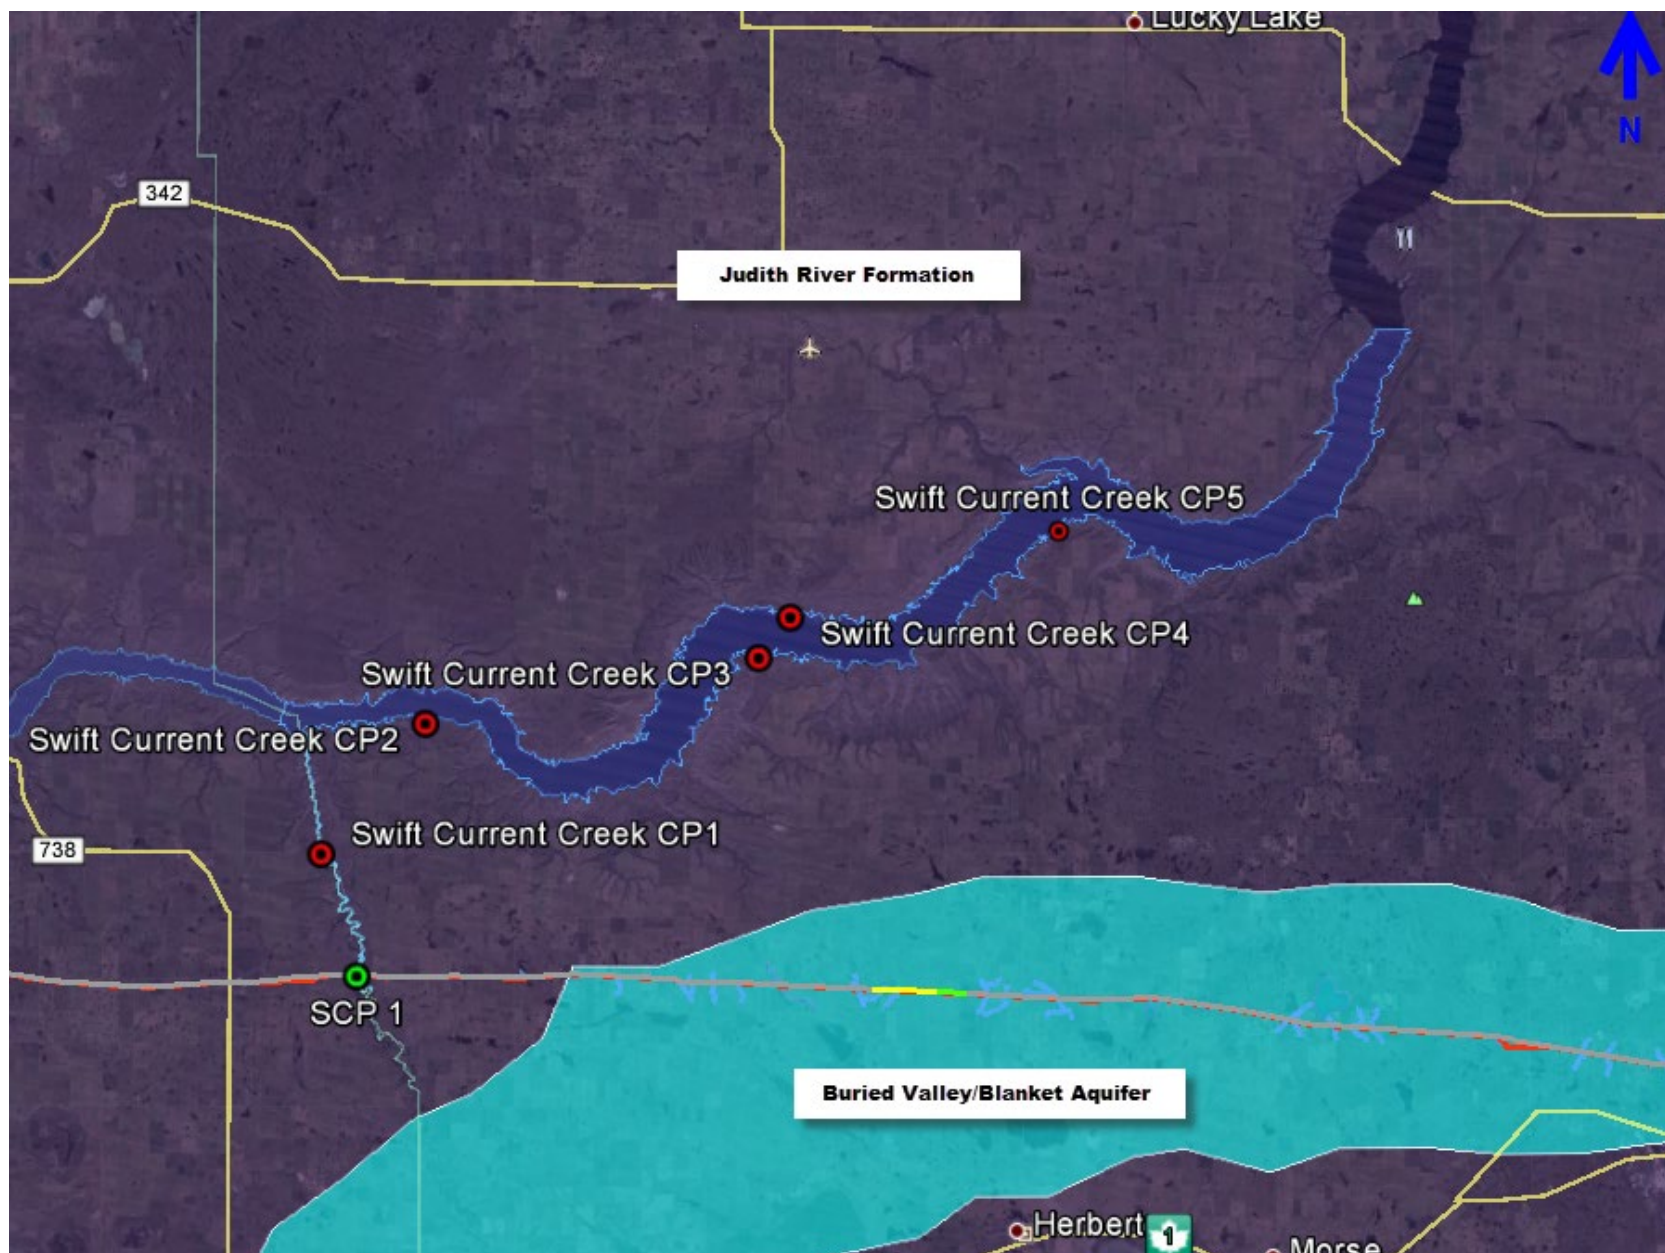 Lucky Lake
N
342
Judith River Formation
Swift Current Creek CP5
Swift Current Creek CP4
Swift Current Creek CP3
Swift Current Creek CP2
Swift Current Creek CP1
738
SCP 1
Buried Valley/Blanket Aquifer
Herbert
1
Morse